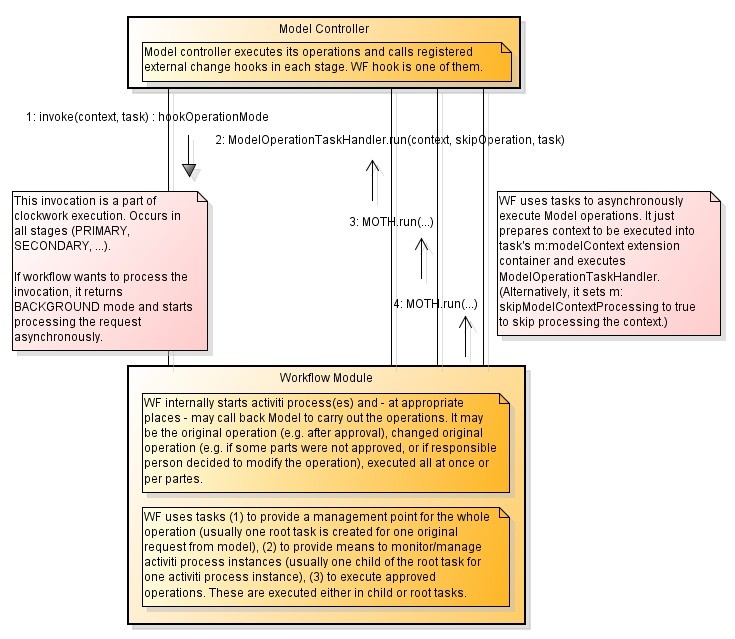 Model Controller
Model controller executes its operations and calls registered
external change hooks in each stage. WF hook is one of them.
1: invoke(context, task) : hookOperationMode
2: ModelOperationTaskHandler.run(context, skipOperation, task)
This invocation is a part of
clockwork execution. Occurs in
all stages (PRIMARY,
SECONDARY, ...).
If workflow wants to process the
invocation, it returns
BACKGROUND mode and starts
processing the request
asynchronously.
3: MOTH.run(...)
4: MOTH.run(...)
WF uses tasks to asynchronously
execute Model operations. It just
prepares context to be executed into
task's m:modelContext extension
container and executes
ModelOperationTaskHandler.
(Alternatively, it sets m:
skipModelContextProcessing to true
to skip processing the context.)
Workflow Module
WF internally starts activiti process(es) and - at appropriate
places - may call back Model to carry out the operations. It may
be the original operation (e.g. after approval), changed original
operation (e.g. if some parts were not approved, or if responsible
person decided to modify the operation), executed all at once or
per partes.
WF uses tasks (1) to provide a management point for the whole
operation (usually one root task is created for one original
request from model), (2) to provide means to monitor/manage
activiti process instances (usually one child of the root task for
one activiti process instance), (3) to execute approved
operations. These are executed either in child or root tasks.